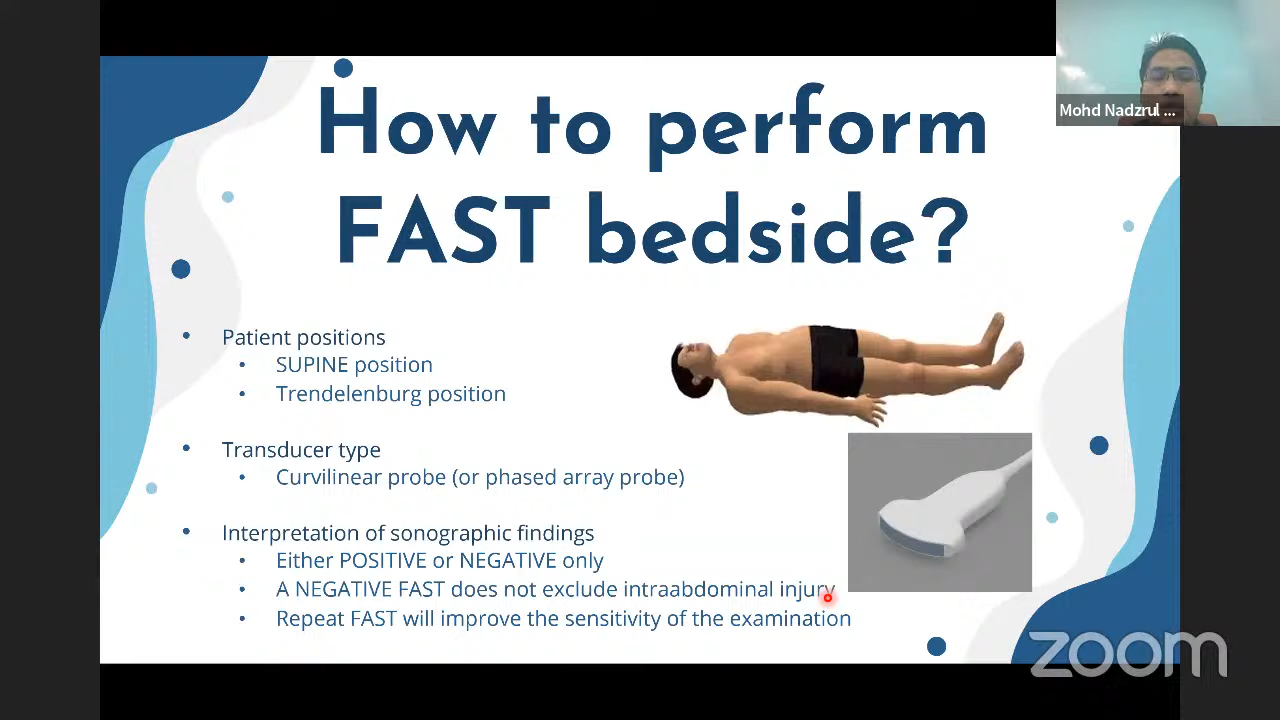 How to perform
FAST bedside?
Mohd Nadzrul ...
• Patient positions
• SUPINE position
• Trendelenburg position
• Transducer type
• Curvilinear probe (or phased array probe)
• Interpretation of sonographic findings
• Either POSITIVE or NEGATIVE only
• A NEGATIVE FAST does not exclude intraabdominal injury
• Repeat FAST will improve the sensitivity of the examination
zoom